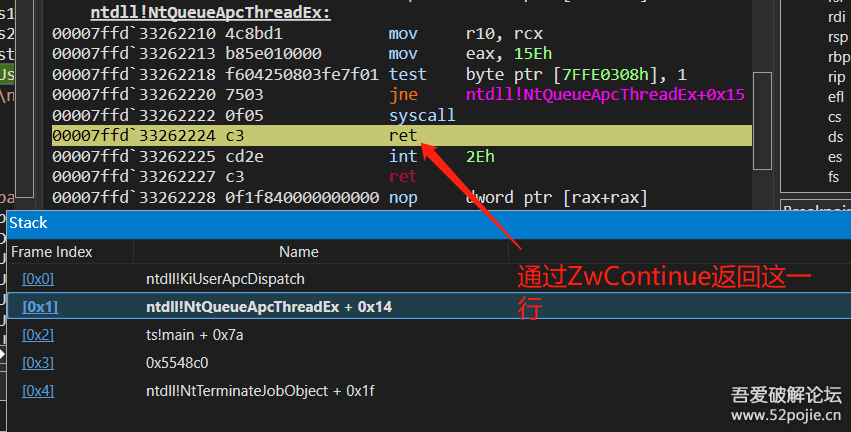 s1
s2
st
Us
\n
ntdll!NtQueueApcThreadEx:
00007ffd`33262210 4c8bd1 mov r10, rcx
00007ffd`33262213 b85e010000 mov eax, 15Eh
00007ffd`33262218 f604250803fe7f01 test byte ptr [7FFE0308h], 1
00007ffd`33262220 7503 jne ntdll!NtQueueApcThreadEx+0x15
00007ffd`33262222 0f05 syscall
00007ffd`33262224 c3 ret
00007ffd`33262225 cd2e int 2Eh
00007ffd`33262227 c3 ret
00007ffd`33262228 0f1f840000000000 nop dword ptr [rax+rax]
rdi
rsp
rbp
rip
efl
cs
ds
es
fs
Stack
Frame Index Name
[0x0] ntdll!KiUserApcDispatch
[0x1] ntdll!NtQueueApcThreadEx + 0x14
[0x2] ts!main + 0x7a
[0x3] 0x5548c0
[0x4] ntdll!NtTerminateJobObject + 0x1f
通过ZwContinue返回这一
行
吾爱破解论坛
www.52pojie.cn